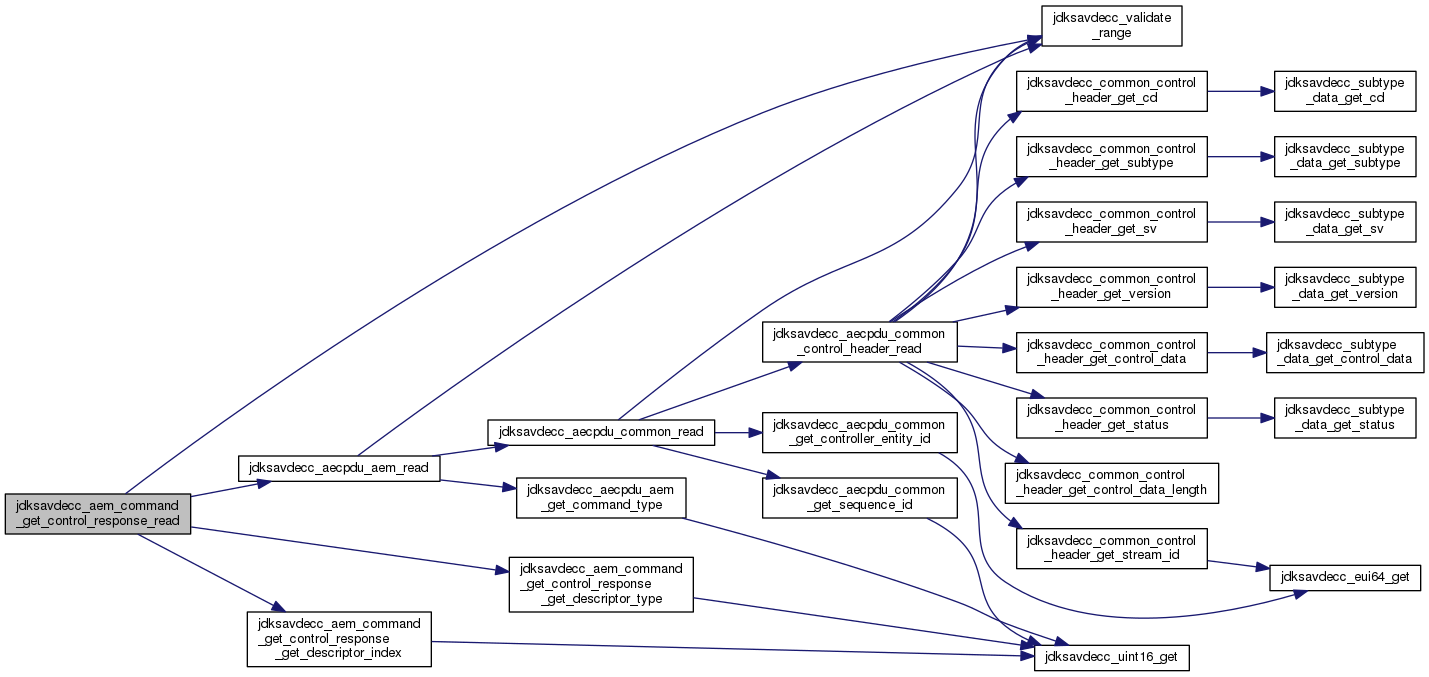 jdksavdecc_aem_command
_get_control_response_read
jdksavdecc_aecpdu_aem_read
jdksavdecc_aem_command
_get_control_response
_get_descriptor_index
jdksavdecc_aecpdu_common_read
jdksavdecc_aecpdu_aem
_get_command_type
jdksavdecc_aem_command
_get_control_response
_get_descriptor_type
jdksavdecc_aecpdu_common
_control_header_read
jdksavdecc_aecpdu_common
_get_controller_entity_id
jdksavdecc_aecpdu_common
_get_sequence_id
jdksavdecc_validate
_range
jdksavdecc_common_control
_header_get_cd
jdksavdecc_common_control
_header_get_subtype
jdksavdecc_common_control
_header_get_sv
jdksavdecc_common_control
_header_get_version
jdksavdecc_common_control
_header_get_control_data
jdksavdecc_common_control
_header_get_status
jdksavdecc_common_control
_header_get_control_data_length
jdksavdecc_common_control
_header_get_stream_id
jdksavdecc_uint16_get
jdksavdecc_subtype
_data_get_cd
jdksavdecc_subtype
_data_get_subtype
jdksavdecc_subtype
_data_get_sv
jdksavdecc_subtype
_data_get_version
jdksavdecc_subtype
_data_get_control_data
jdksavdecc_subtype
_data_get_status
jdksavdecc_eui64_get